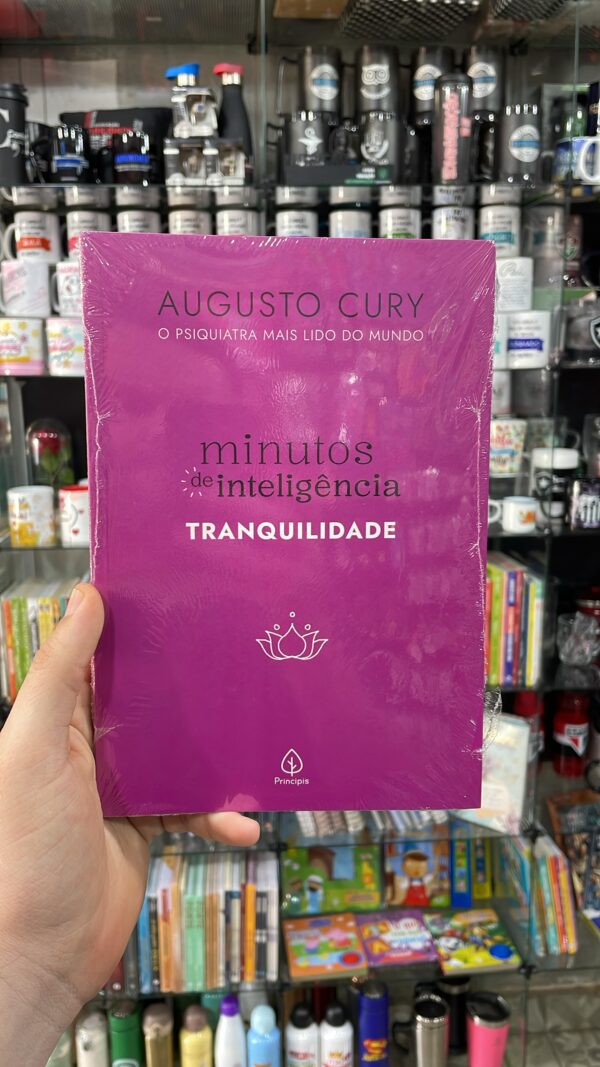 AUGUSTO CURY
O PSIQUIATRA MAIS LIDO DO MUNDO
minutos
de inteligência
TRANQUILIDADE
Principis